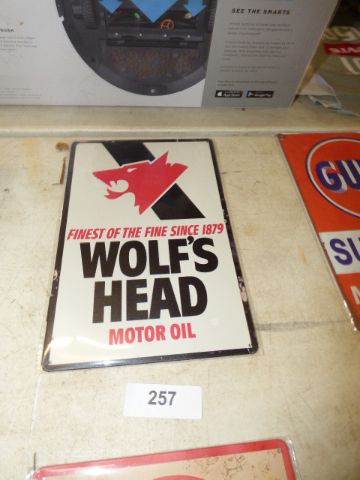 SEE THE SMARTS
FINEST OF THE FINE SINCE 1879
WOLF'S
HEAD
MOTOR OIL
GU
SU
257